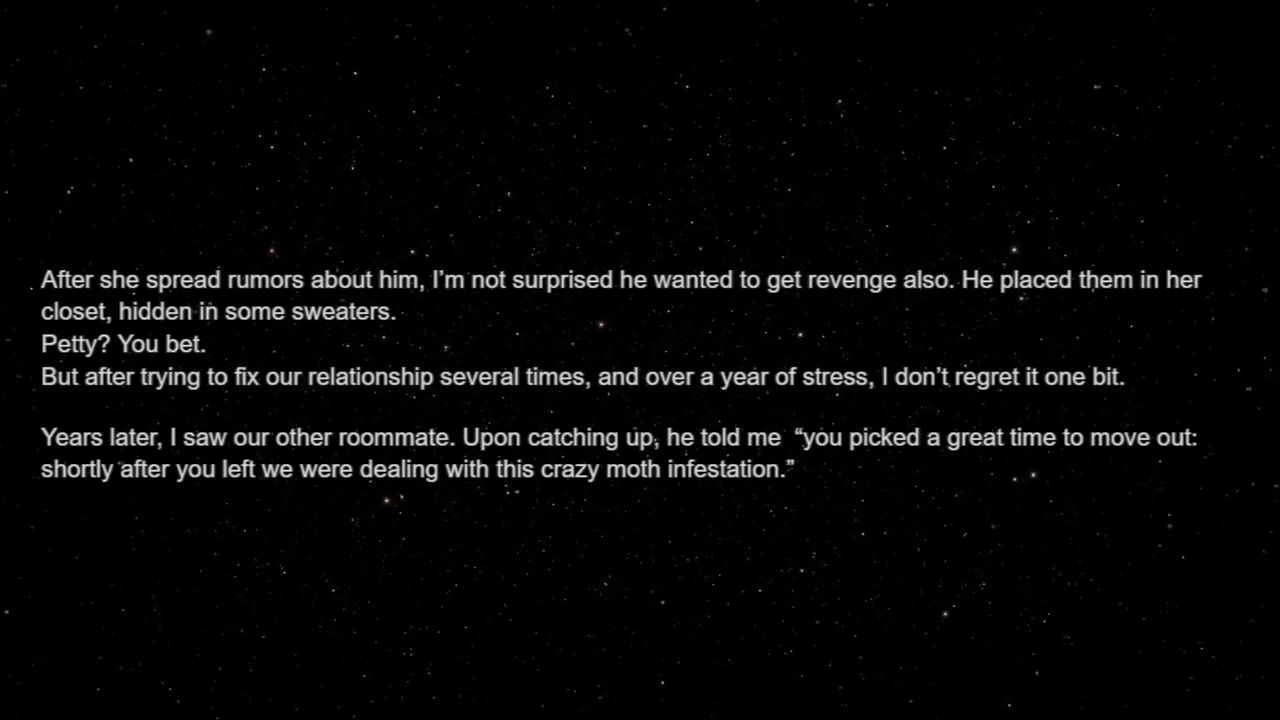 After she spread rumors about him, I’m not surprised he wanted to get revenge also. He placed them in her
closet, hidden in some sweaters.
Petty? You bet.
But after trying to fix our relationship several times, and over a year of stress, I don’t regret it one bit.
Years later, I saw our other roommate. Upon catching up, he told me “you picked a great time to move out:
shortly after you left we were dealing with this crazy moth infestation.”